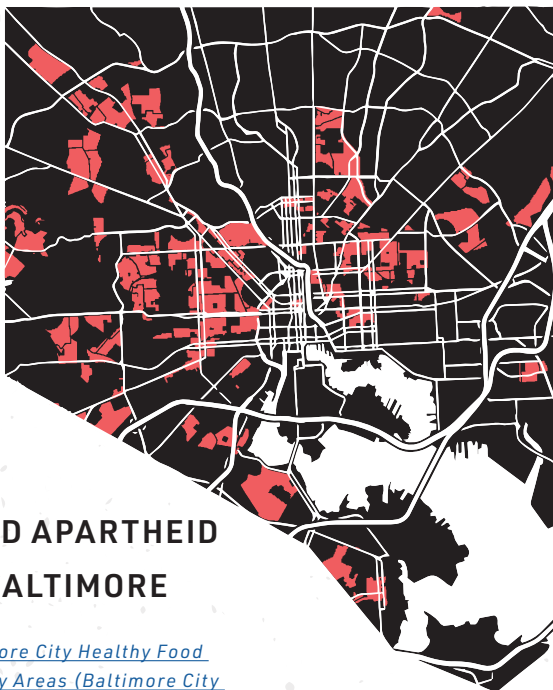 D APARTHEID
ALTIMORE
ore City Healthy Food
y Areas (Baltimore City